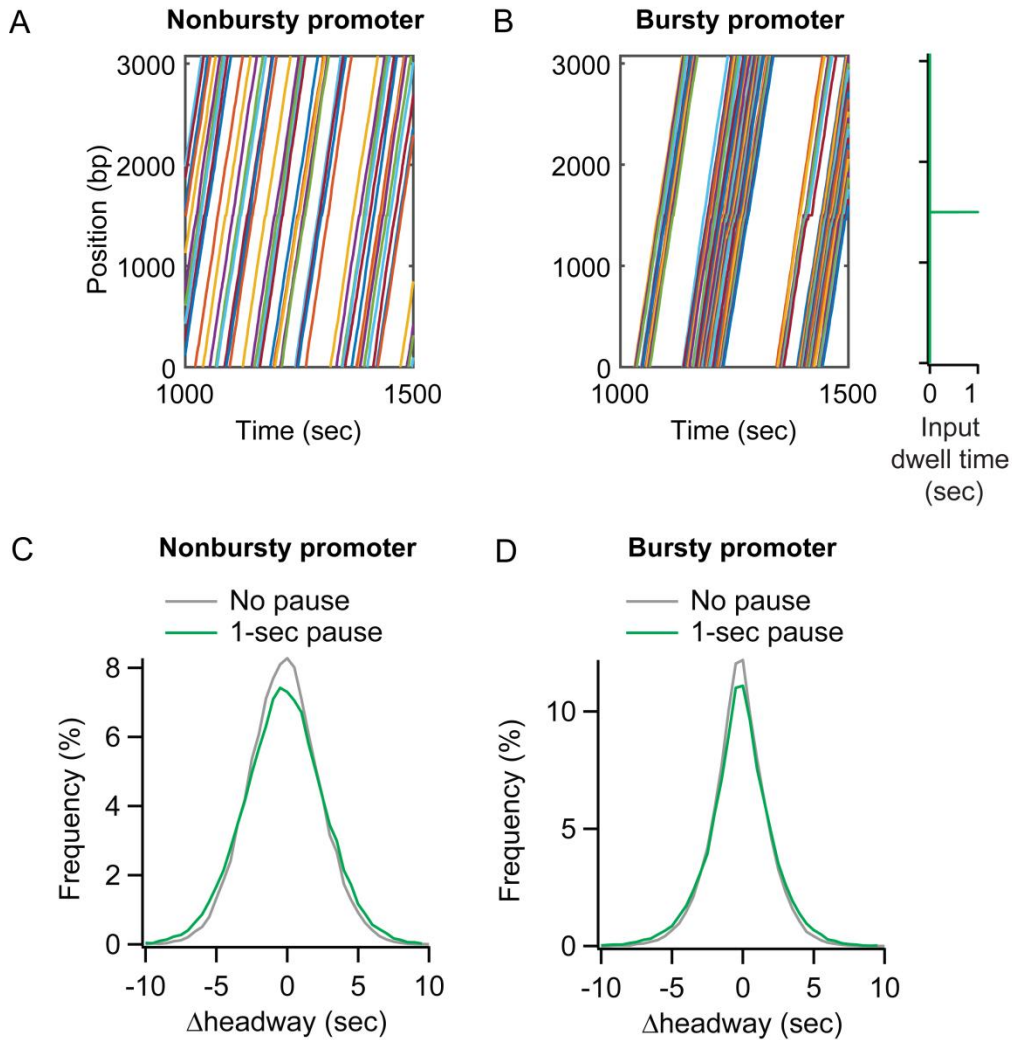 A
Nonbursty promoter
3000
2000
1000
0
Position (bp)
1000
1500
Time (sec)
B
Bursty promoter
3000
2000
1000
0
1000
1500
Time (sec)
0 1
Input
dwell time
(sec)
C
Nonbursty promoter
No pause
1-sec pause
8
6
4
2
0
Frequency (%)
-10 -5 0 5 10
Δheadway (sec)
D
Bursty promoter
No pause
1-sec pause
10
5
0
Frequency (%)
-10 -5 0 5 10
Δheadway (sec)